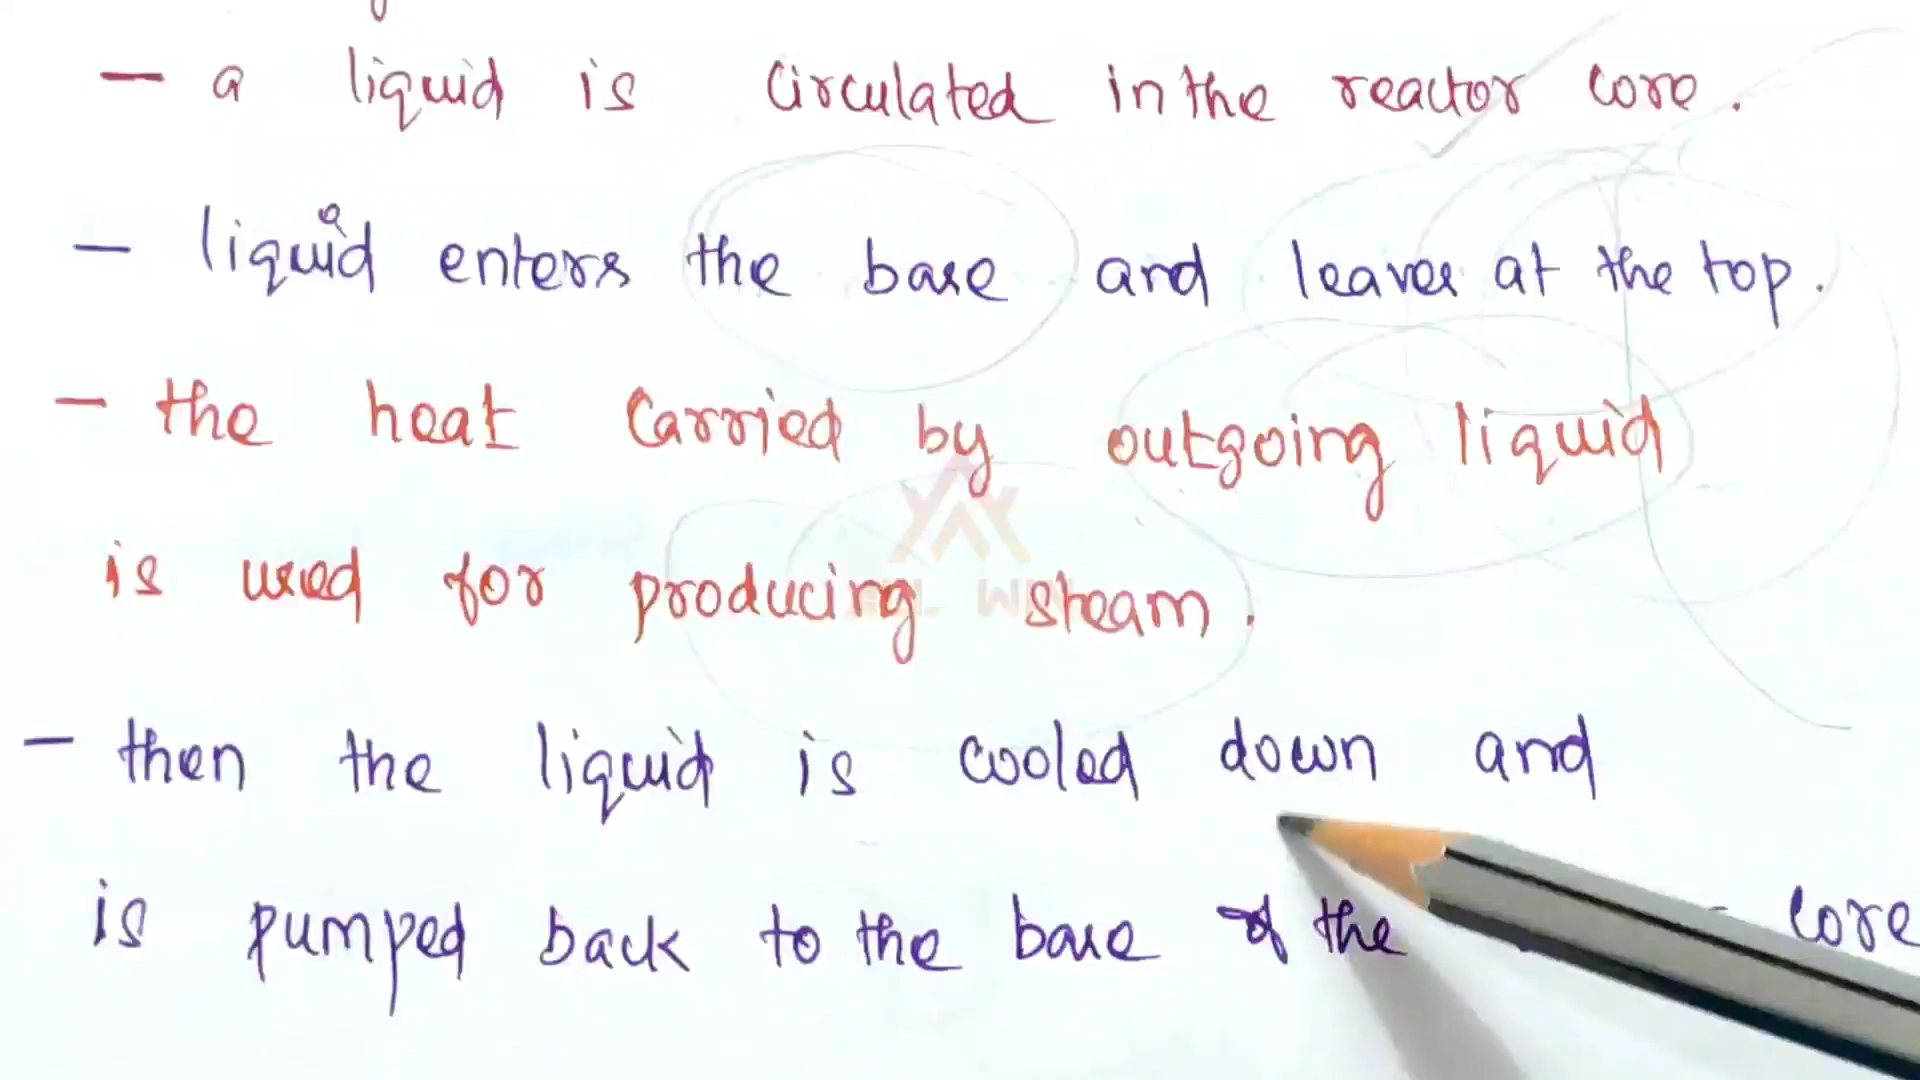 - a liquid is circulated in the reactor core.
- liquid enters the base and leaves at the top.
- the heat carried by outgoing liquid
is used for producing steam.
- then the liquid is cooled down and
is pumped back to the base of the core